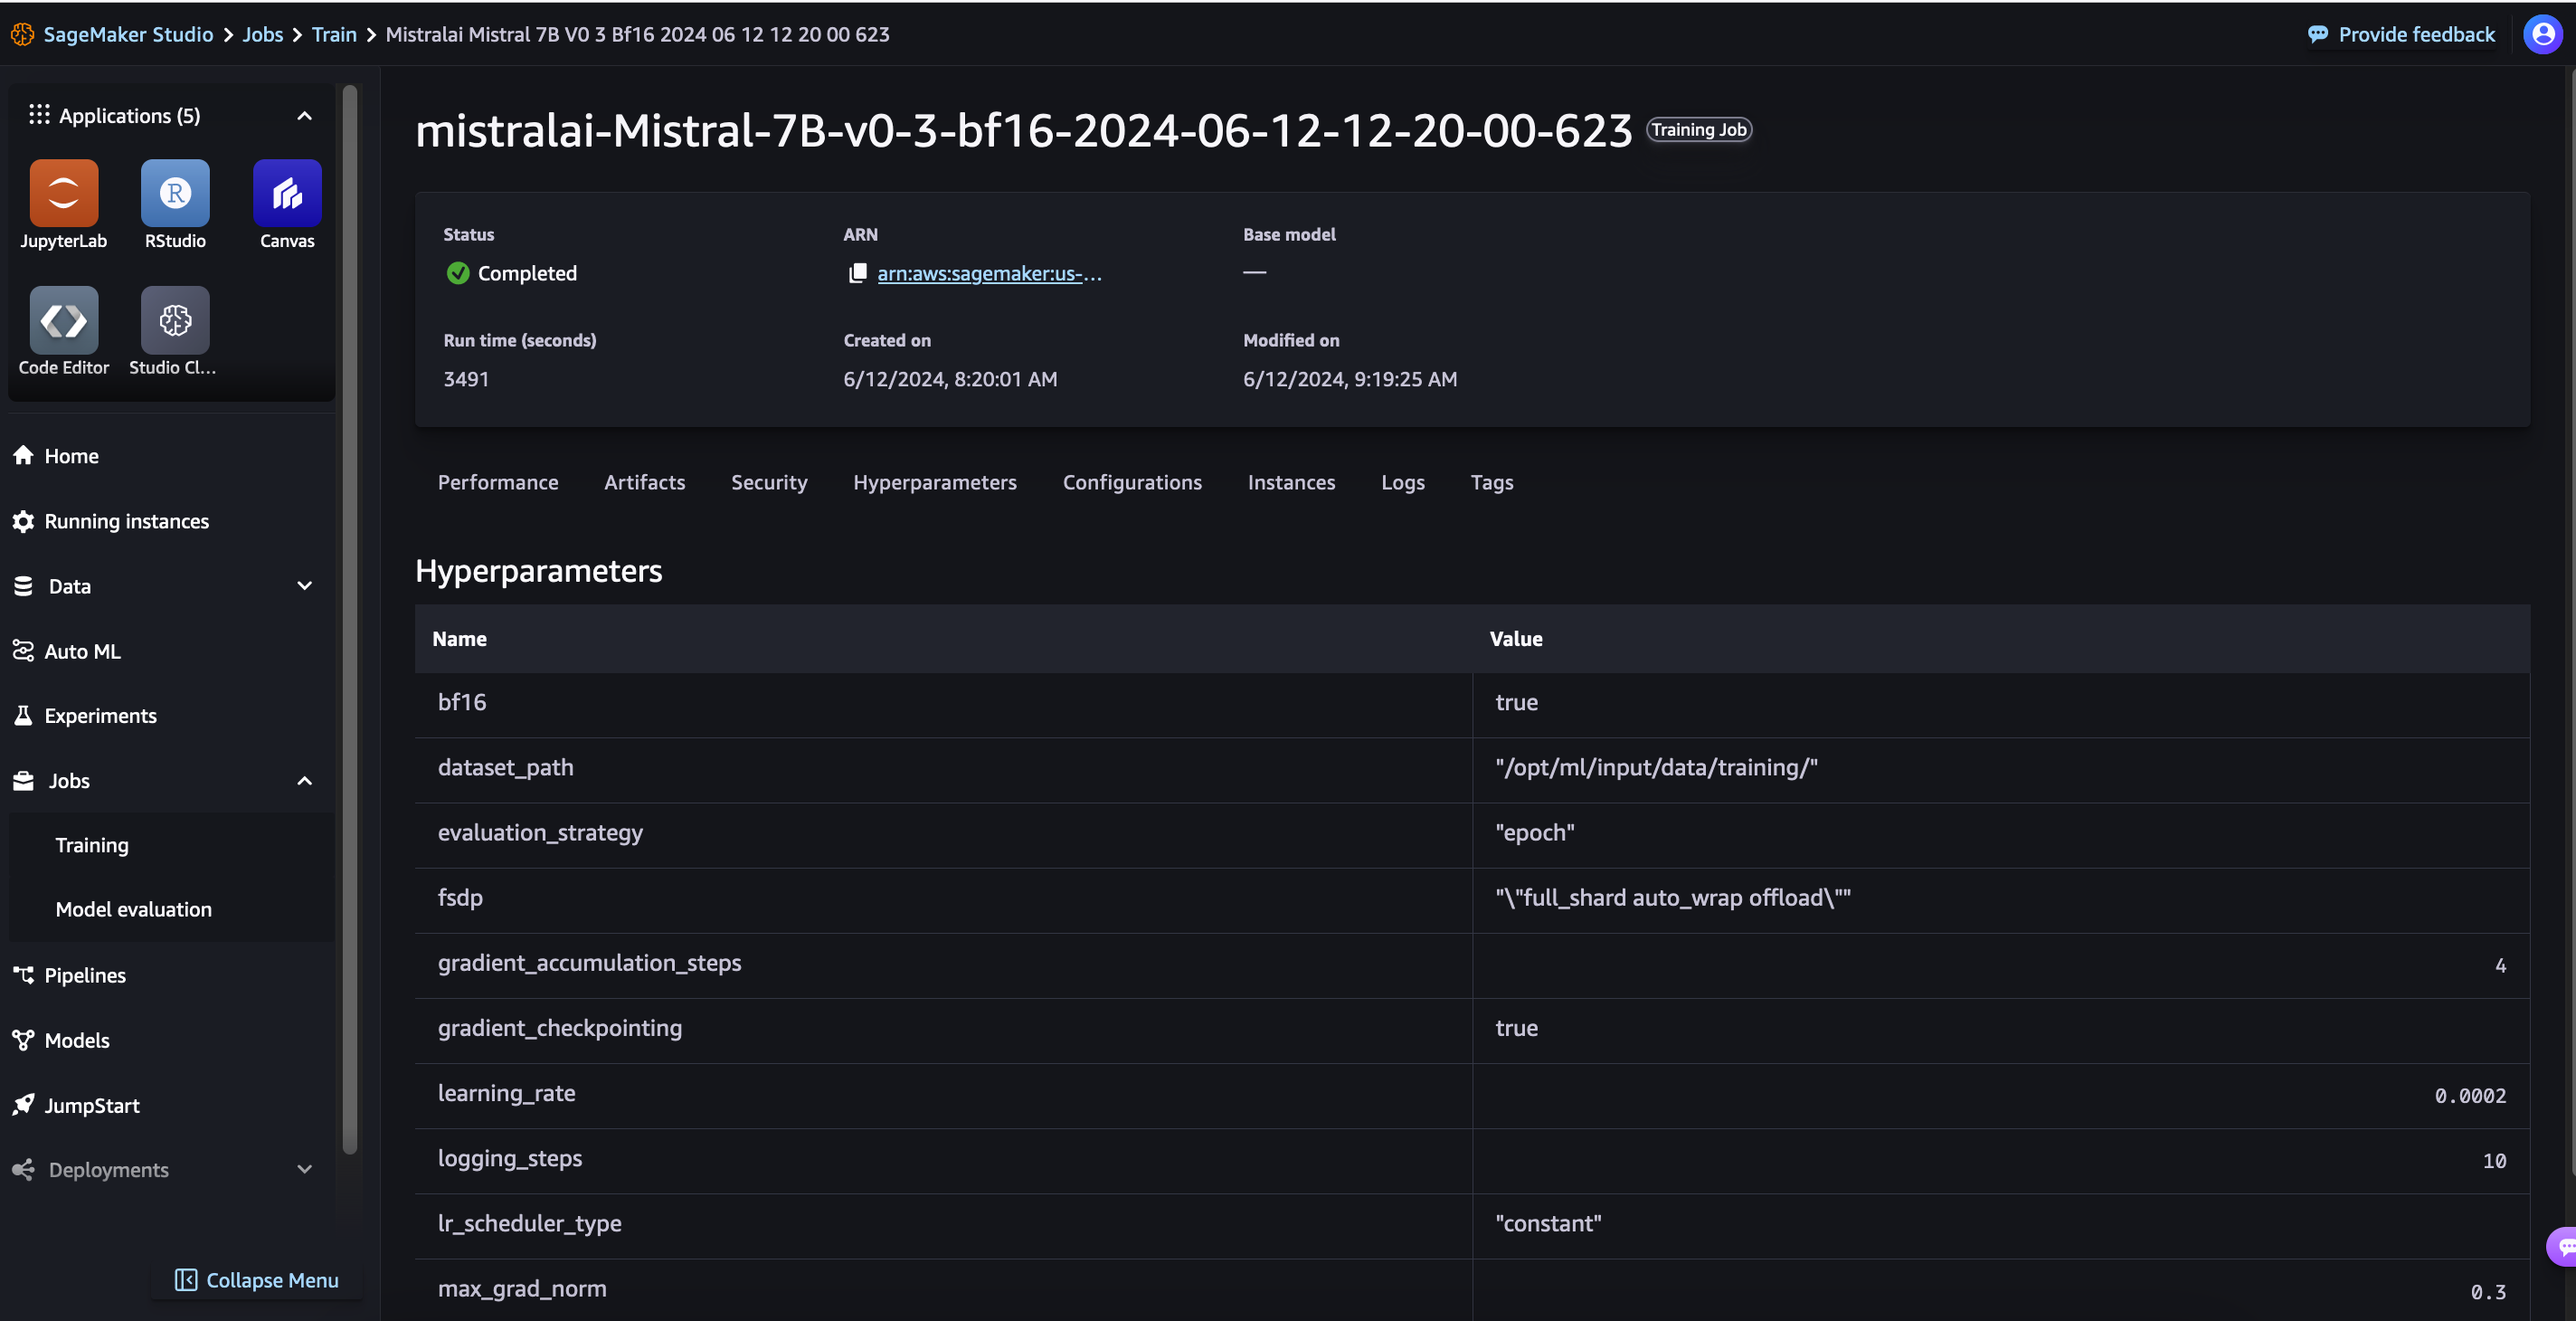 SageMaker Studio > Jobs > Train > Mistralai Mistral 7B V0 3 Bf16 2024 06 12 12 20 00 623
Provide feedback
Applications (5)
JupyterLab RStudio Canvas
Code Editor Studio Cl...
Home
Running instances
Data
Auto ML
Experiments
Jobs
Training
Model evaluation
Pipelines
Models
JumpStart
Deployments
Collapse Menu
mistralai-Mistral-7B-v0-3-bf16-2024-06-12-12-20-00-623 Training Job
Status ARN Base model
Completed arn:aws:sagemaker:us-... —
Run time (seconds) Created on Modified on
3491 6/12/2024, 8:20:01 AM 6/12/2024, 9:19:25 AM
Performance Artifacts Security Hyperparameters Configurations Instances Logs Tags
Hyperparameters
Name Value
bf16 true
dataset_path "/opt/ml/input/data/training/"
evaluation_strategy "epoch"
fsdp "\"full_shard auto_wrap offload\""
gradient_accumulation_steps 4
gradient_checkpointing true
learning_rate 0.0002
logging_steps 10
lr_scheduler_type "constant"
max_grad_norm 0.3